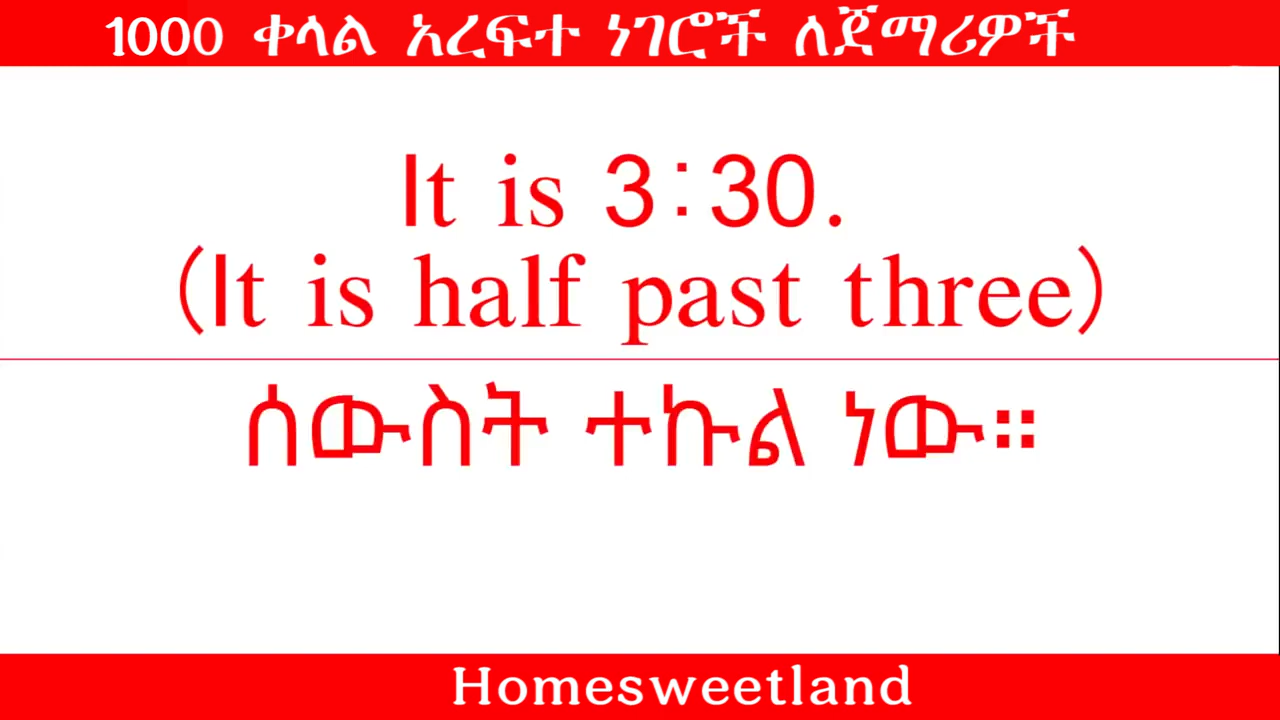 1000 ቀላል አረፍተ ነገሮች ለጀማሪዎች
It is 3:30.
(It is half past three)
ሰውስት ተኩል ነው።
Homesweetland